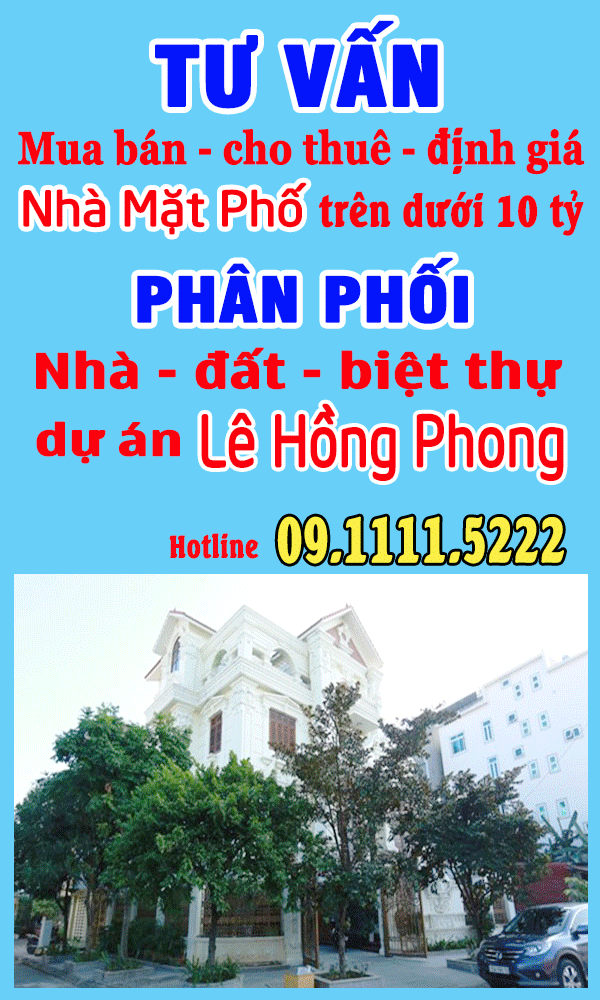 TƯ VẤN
Mua bán - cho thuê - định giá
Nhà Mặt Phố trên dưới 10 tỷ
PHÂN PHỐI
Nhà - đất - biệt thự
dự án Lê Hồng Phong
Hotline 09.1111.5222